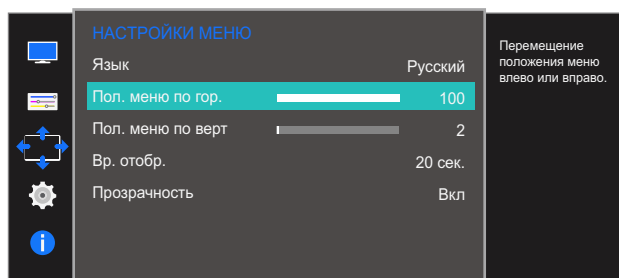 НАСТРОЙКИ МЕНЮ
Язык Русский
Пол. меню по гор. 100
Пол. меню по верт 2
Вр. отобр. 20 сек.
Прозрачность Вкл
Перемещение
положения меню
влево или вправо.